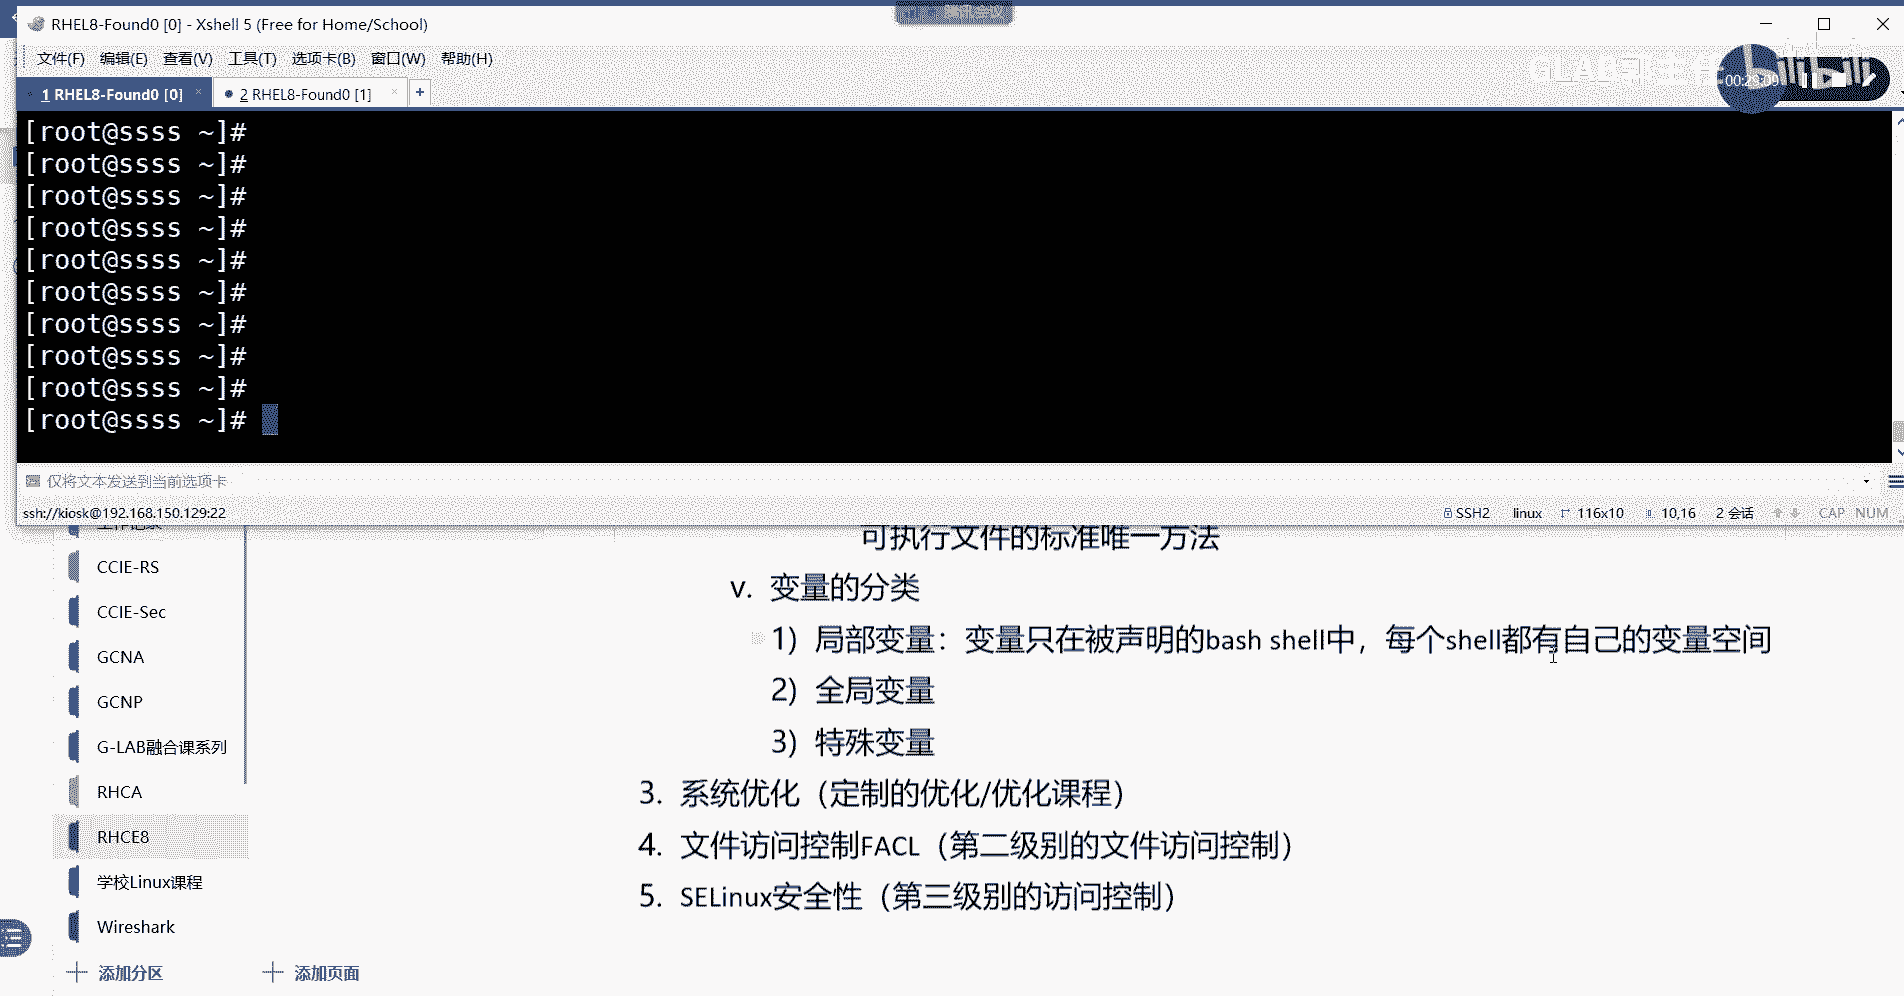 腾讯会议
RHEL8-Found0 [0] - Xshell 5 (Free for Home/School)
文件(F) 编辑(E) 查看(V) 工具(T) 选项卡(B) 窗口(W) 帮助(H)
bilibili
00:29:09
1 RHEL8-Found0 [0] × 2 RHEL8-Found0 [1] × +
[root@ssss ~]#
[root@ssss ~]#
[root@ssss ~]#
[root@ssss ~]#
[root@ssss ~]#
[root@ssss ~]#
[root@ssss ~]#
[root@ssss ~]#
[root@ssss ~]#
[root@ssss ~]#
仅将文本发送到当前选项卡
ssh://kiosk@192.168.150.129:22 SSH2 linux 116x10 10,16 2 会话 CAP NUM
可执行文件的标准唯一方法
v. 变量的分类
1) 局部变量：变量只在被声明的bash shell中，每个shell都有自己的变量空间
2) 全局变量
3) 特殊变量
3. 系统优化（定制的优化/优化课程）
4. 文件访问控制FACL（第二级别的文件访问控制）
5. SELinux安全性（第三级别的访问控制）
CCIE-RS
CCIE-Sec
GCNA
GCNP
G-LAB融合课系列
RHCA
RHCE8
学校Linux课程
Wireshark
添加分区 添加页面